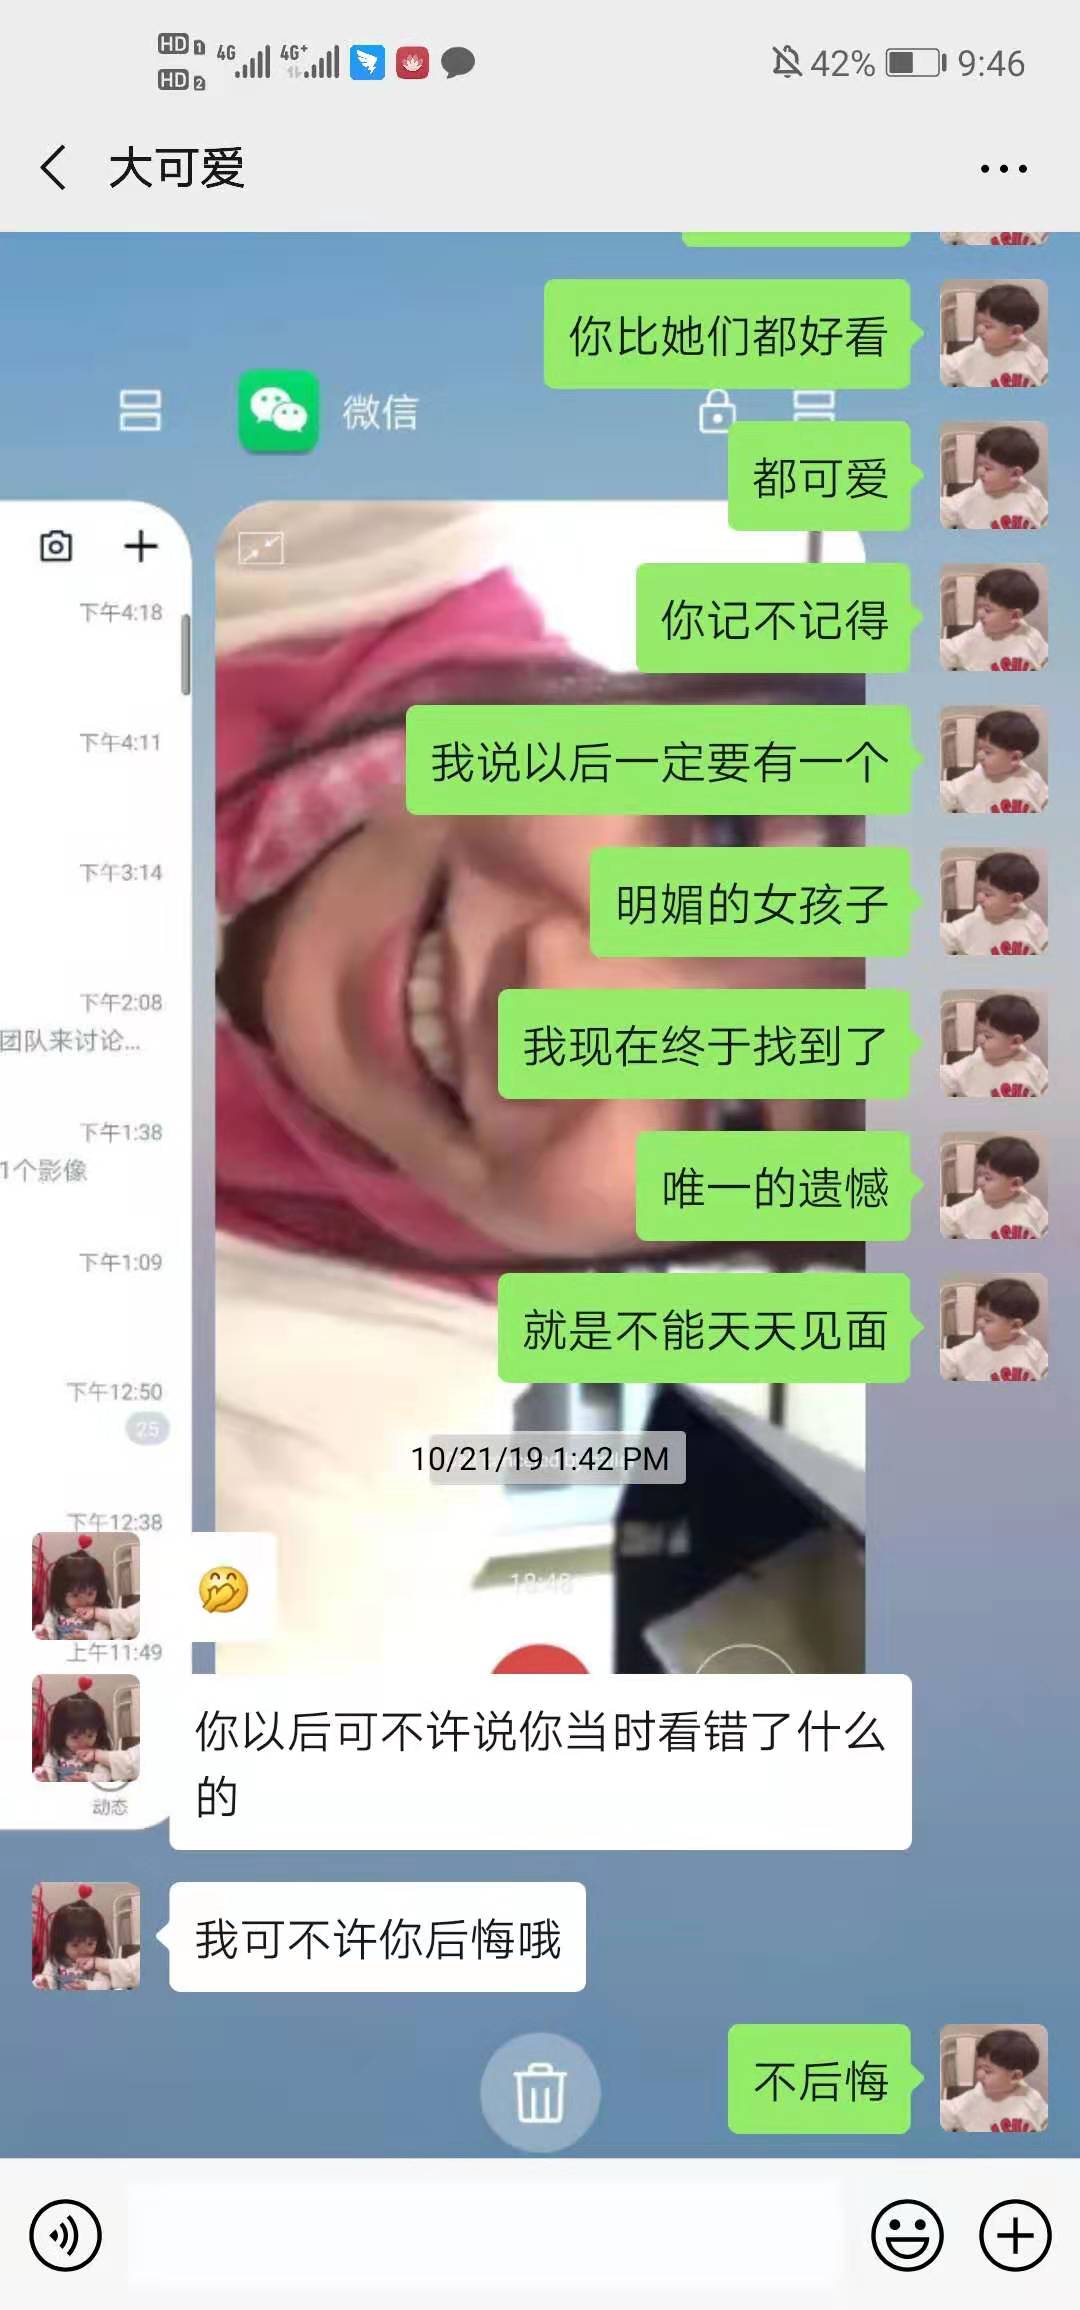 HD 1 4G 4G+ 42% 9:46
HD 2
大可爱
你比她们都好看
微信
都可爱
下午4:18
你记不记得
下午4:11
我说以后一定要有一个
下午3:14
明媚的女孩子
下午2:08
团队来讨论...
我现在终于找到了
下午1:38
1个影像
唯一的遗憾
下午1:09
就是不能天天见面
下午12:50
25
10/21/19 1:42 PM
下午12:38
18:48
上午11:49
你以后可不许说你当时看错了什么
的
动态
我可不许你后悔哦
不后悔